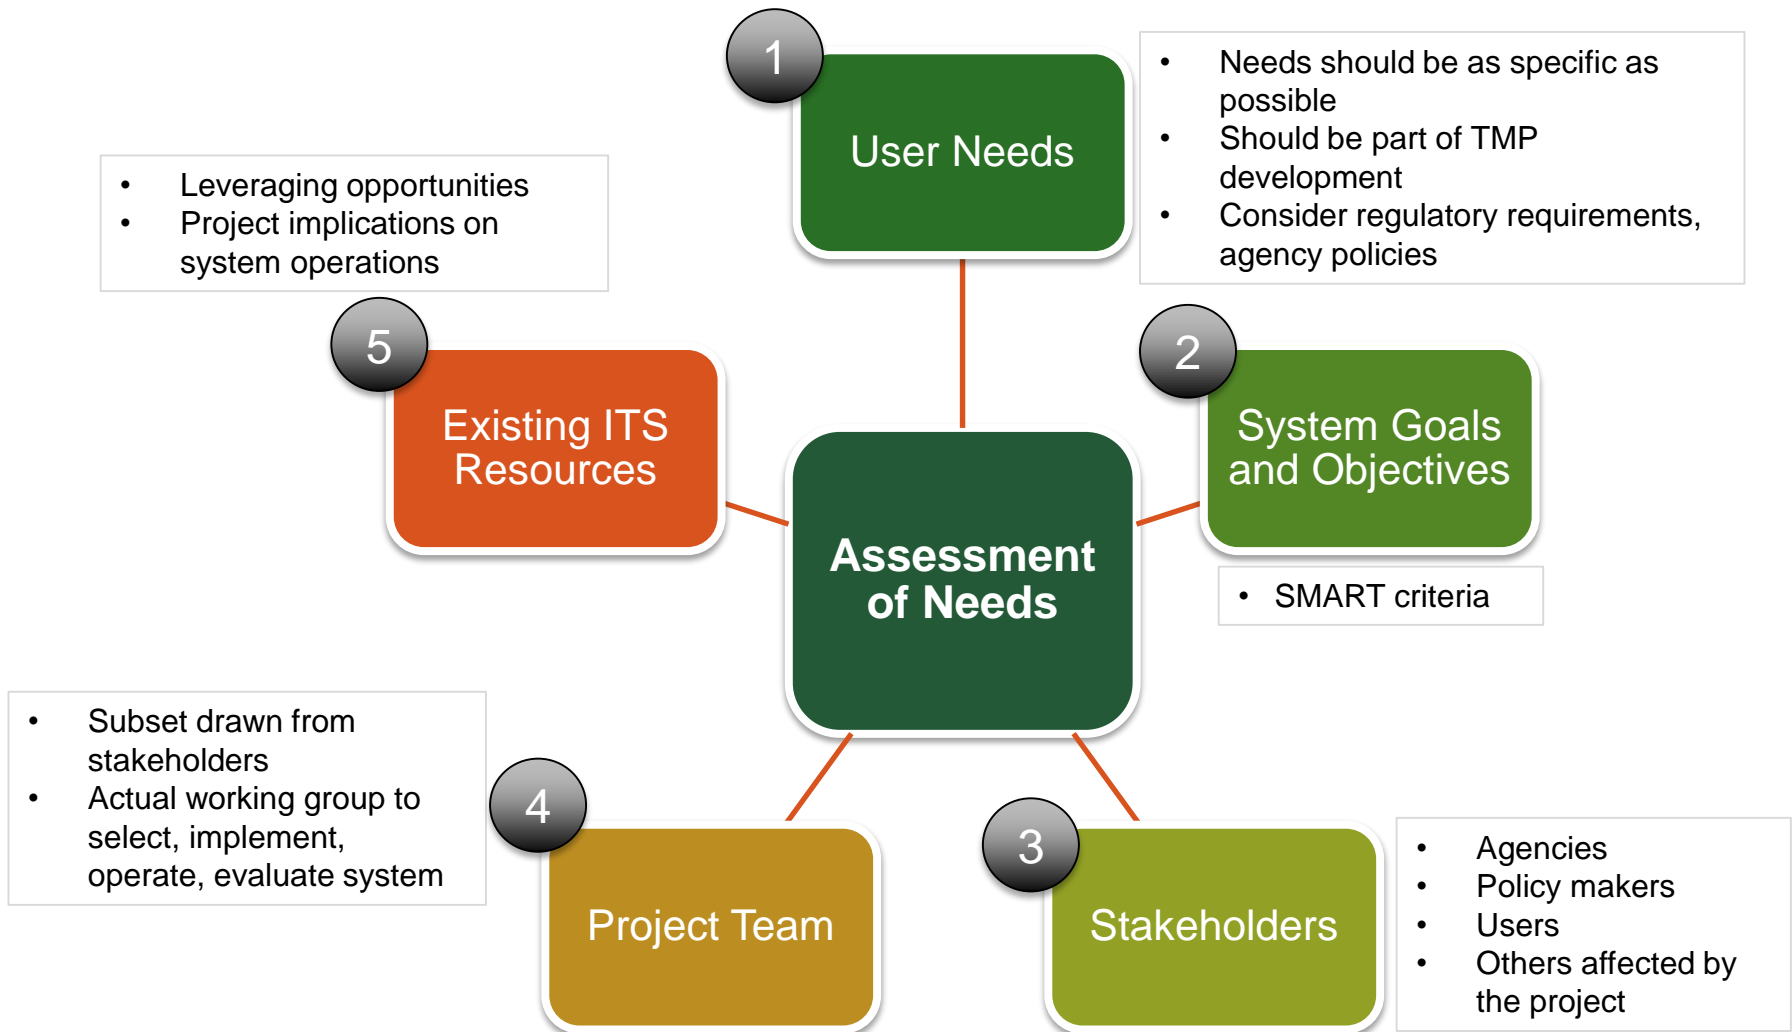 1
User Needs
• Needs should be as specific as
possible
• Should be part of TMP
development
• Consider regulatory requirements,
agency policies
2
System Goals
and Objectives
• SMART criteria
3
Stakeholders
• Agencies
• Policy makers
• Users
• Others affected by
the project
4
Project Team
• Subset drawn from
stakeholders
• Actual working group to
select, implement,
operate, evaluate system
5
Existing ITS
Resources
• Leveraging opportunities
• Project implications on
system operations
Assessment
of Needs